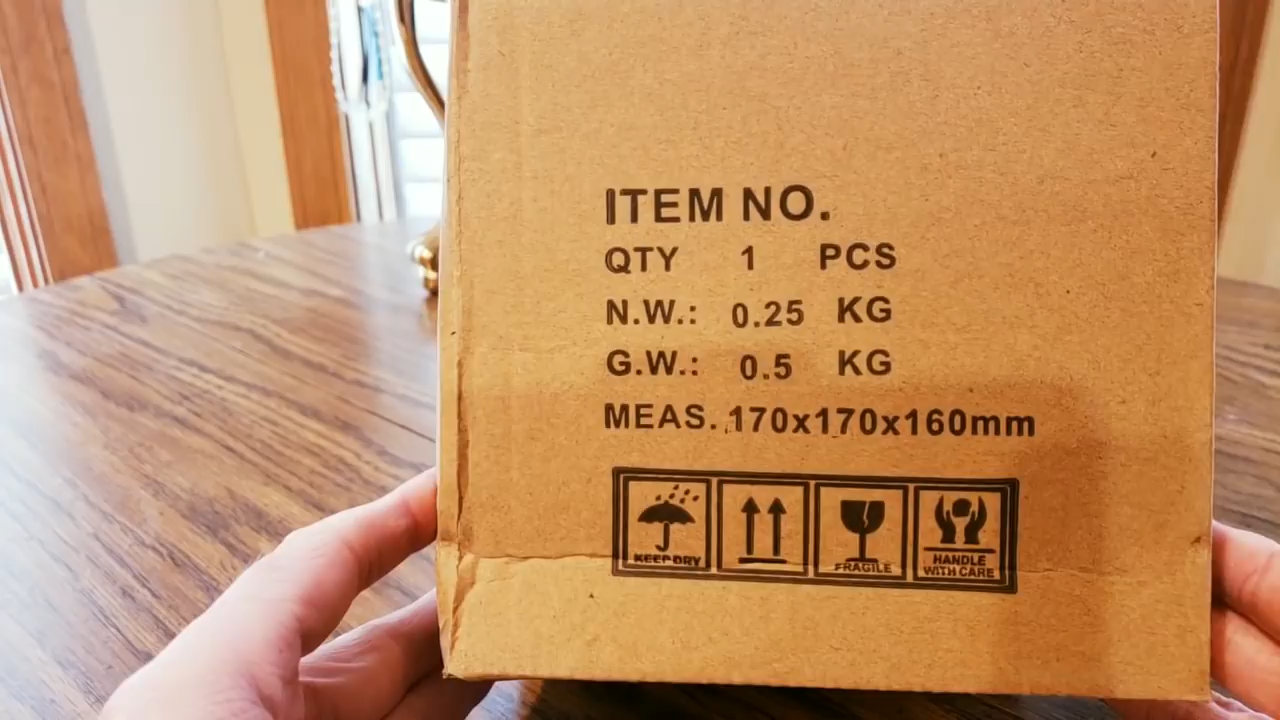 ITEM NO.
QTY 1 PCS
N.W.: 0.25 KG
G.W.: 0.5 KG
MEAS. 170x170x160mm
KEEP DRY
FRAGILE
HANDLE
WITH CARE